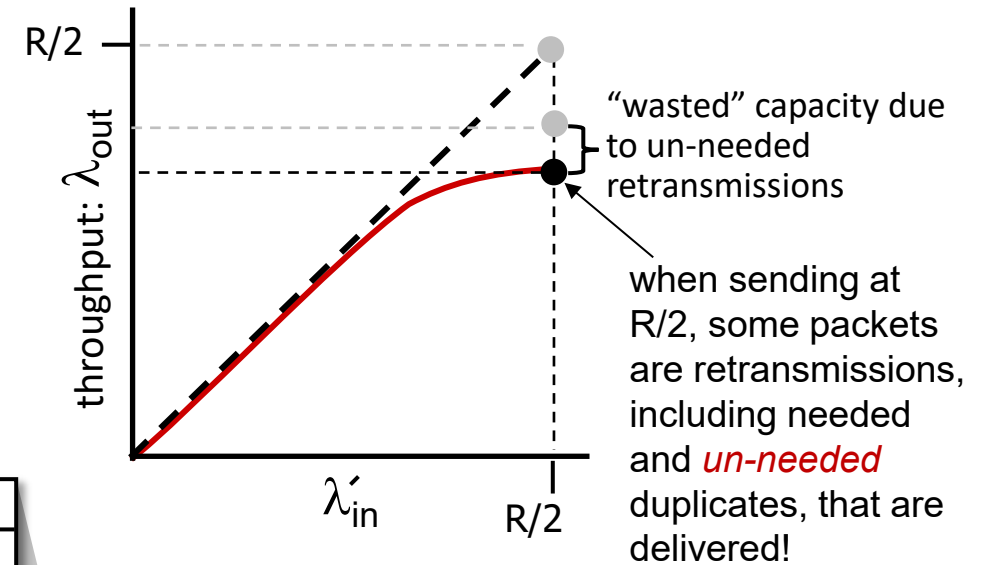 R/2
throughput: λout
“wasted” capacity due
to un-needed
retransmissions
when sending at
R/2, some packets
are retransmissions,
including needed
and un-needed
duplicates, that are
delivered!
λ′in
R/2